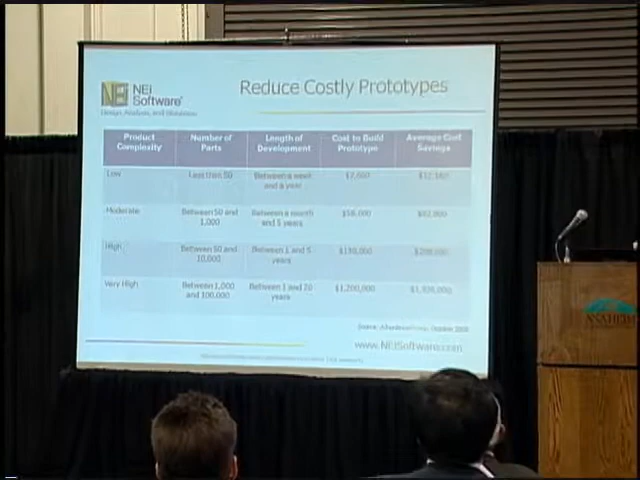 NEi Software
Reduce Costly Prototypes
Product Complexity
Number of Parts
Length of Development
Cost to Build Prototype
Average Cost Savings
Low
Less than 50
Between a week and a year
Moderate
Between 50 and 1,000
Between a month and 5 years
High
Between 50 and 10,000
Between 1 and 5 years
$130,000
Very High
Between 1,000 and 100,000
Between 1 and 20 years
$1,200,000
www.NEiSoftware.com
ANAHEIM